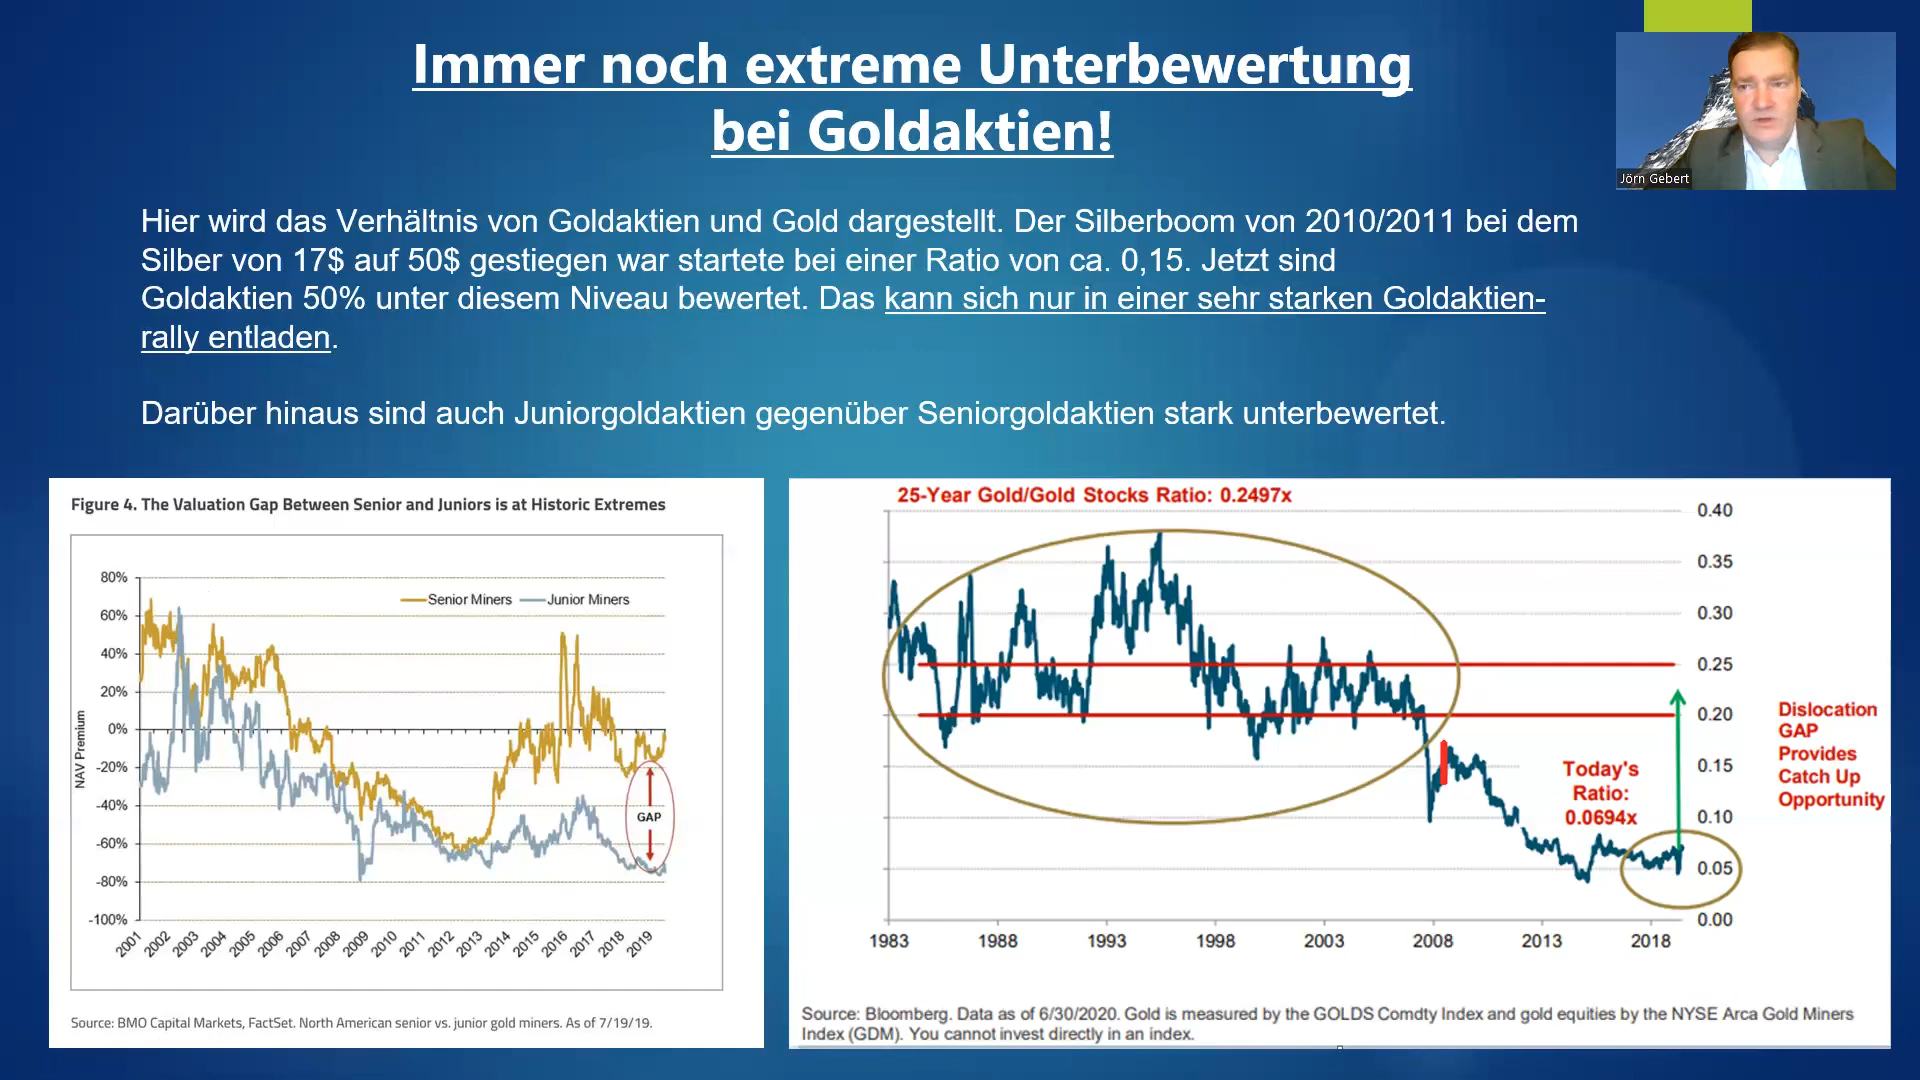 Immer noch extreme Unterbewertung
bei Goldaktien!
Jörn Gebert
Hier wird das Verhältnis von Goldaktien und Gold dargestellt. Der Silberboom von 2010/2011 bei dem
Silber von 17$ auf 50$ gestiegen war startete bei einer Ratio von ca. 0,15. Jetzt sind
Goldaktien 50% unter diesem Niveau bewertet. Das kann sich nur in einer sehr starken Goldaktien-
rally entladen.
Darüber hinaus sind auch Juniorgoldaktien gegenüber Seniorgoldaktien stark unterbewertet.
Figure 4. The Valuation Gap Between Senior and Juniors is at Historic Extremes
80%
60%
40%
20%
0%
-20%
-40%
-60%
-80%
-100%
NAV Premium
Senior Miners
Junior Miners
GAP
2001 2002 2003 2004 2005 2006 2007 2008 2009 2010 2011 2012 2013 2014 2015 2016 2017 2018 2019
Source: BMO Capital Markets, FactSet. North American senior vs. junior gold miners. As of 7/19/19.
25-Year Gold/Gold Stocks Ratio: 0.2497x
0.40
0.35
0.30
0.25
0.20
0.15
0.10
0.05
0.00
Today's
Ratio:
0.0694x
Dislocation
GAP
Provides
Catch Up
Opportunity
1983 1988 1993 1998 2003 2008 2013 2018
Source: Bloomberg. Data as of 6/30/2020. Gold is measured by the GOLDS Comdty Index and gold equities by the NYSE Arca Gold Miners
Index (GDM). You cannot invest directly in an index.